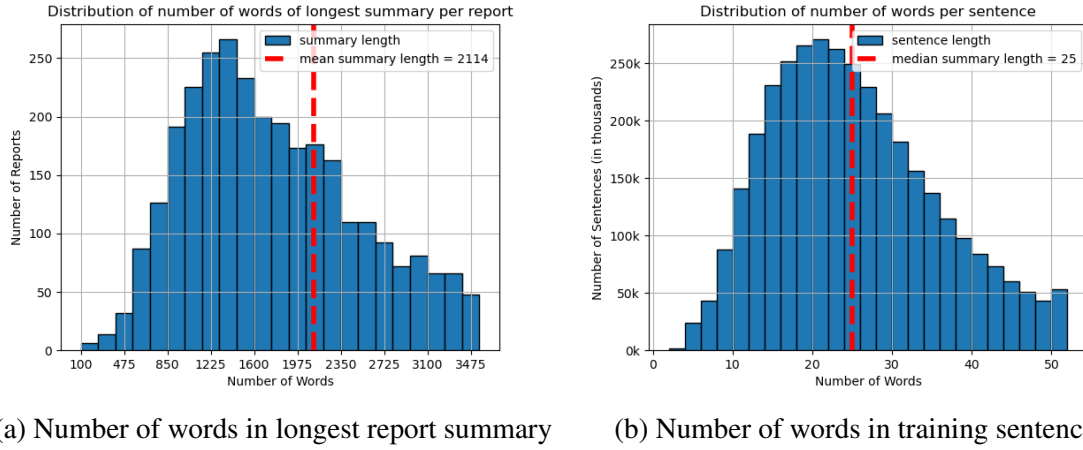 Distribution of number of words of longest summary per report
summary length
mean summary length = 2114
250
200
150
100
50
0
Number of Reports
100 475 850 1225 1600 1975 2350 2725 3100 3475
Number of Words
Distribution of number of words per sentence
sentence length
median summary length = 25
250k
200k
150k
100k
50k
0k
Number of Sentences (in thousands)
0 10 20 30 40 50
Number of Words
a) Number of words in longest report summary
(b) Number of words in training sentenc